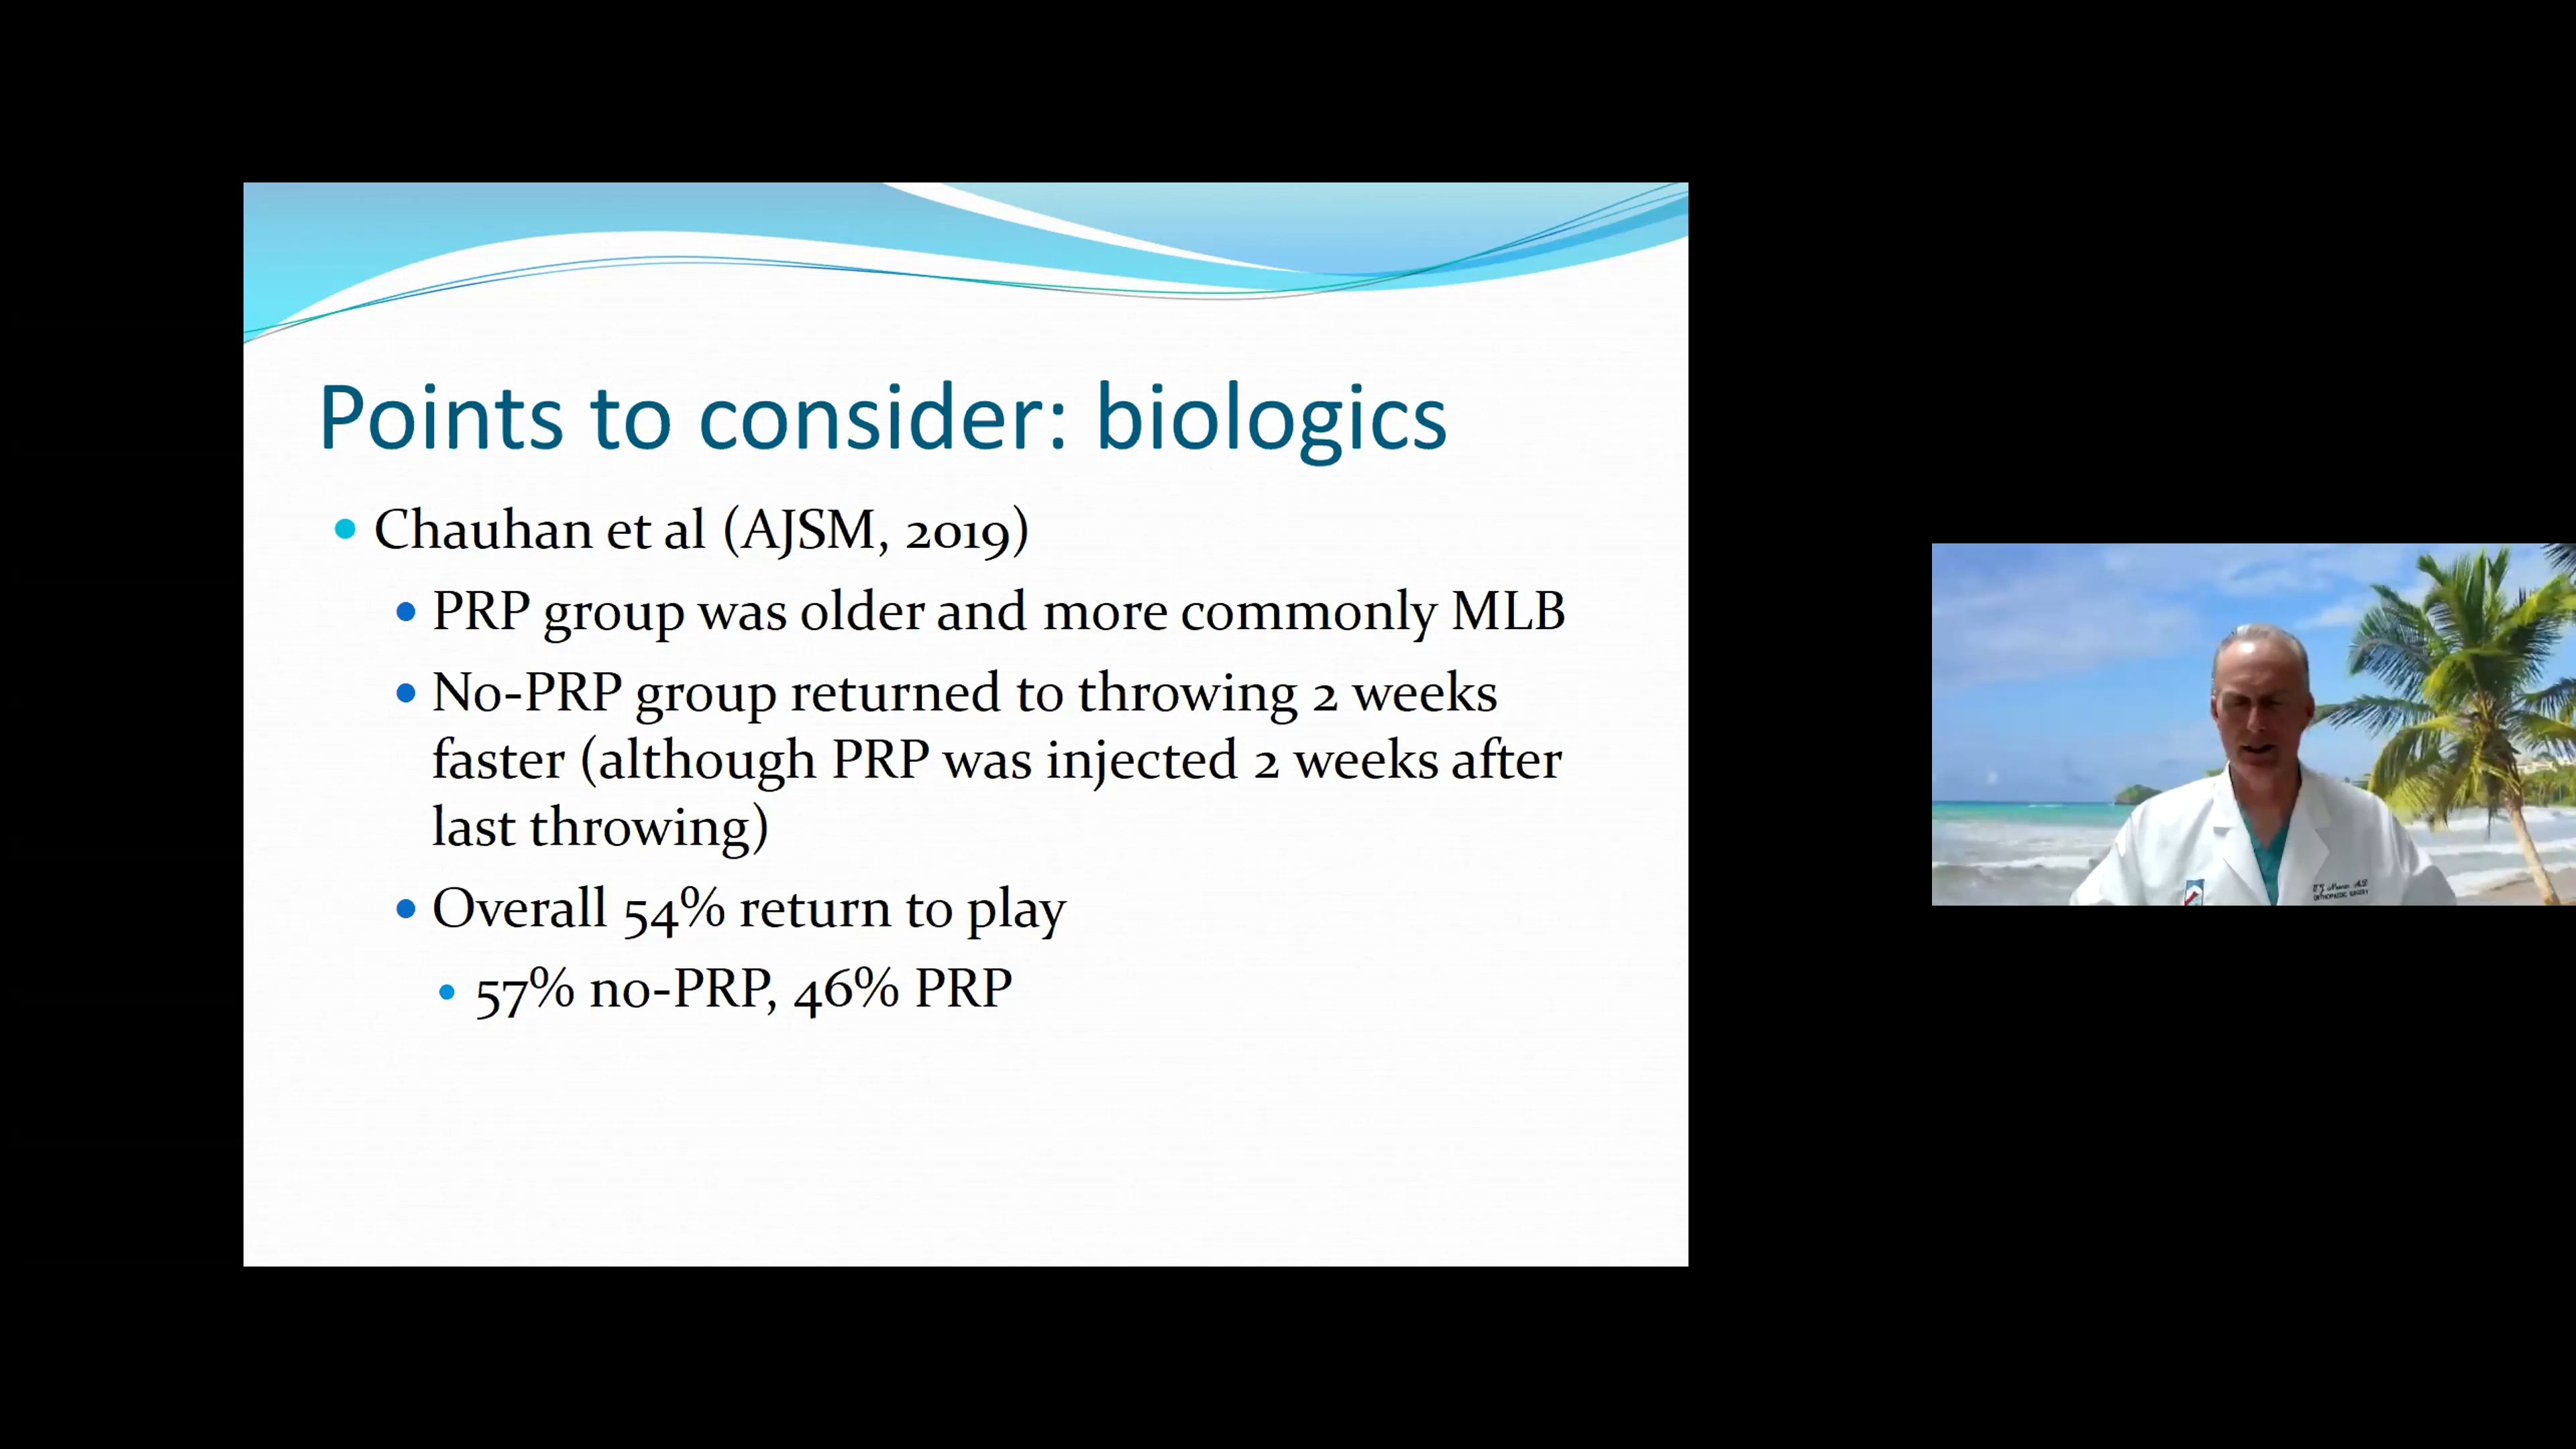 Points to consider: biologics
Chauhan et al (AJSM, 2019)
PRP group was older and more commonly MLB
No-PRP group returned to throwing 2 weeks
faster (although PRP was injected 2 weeks after
last throwing)
Overall 54% return to play
57% no-PRP, 46% PRP
ORTHOPAEDIC SURGERY